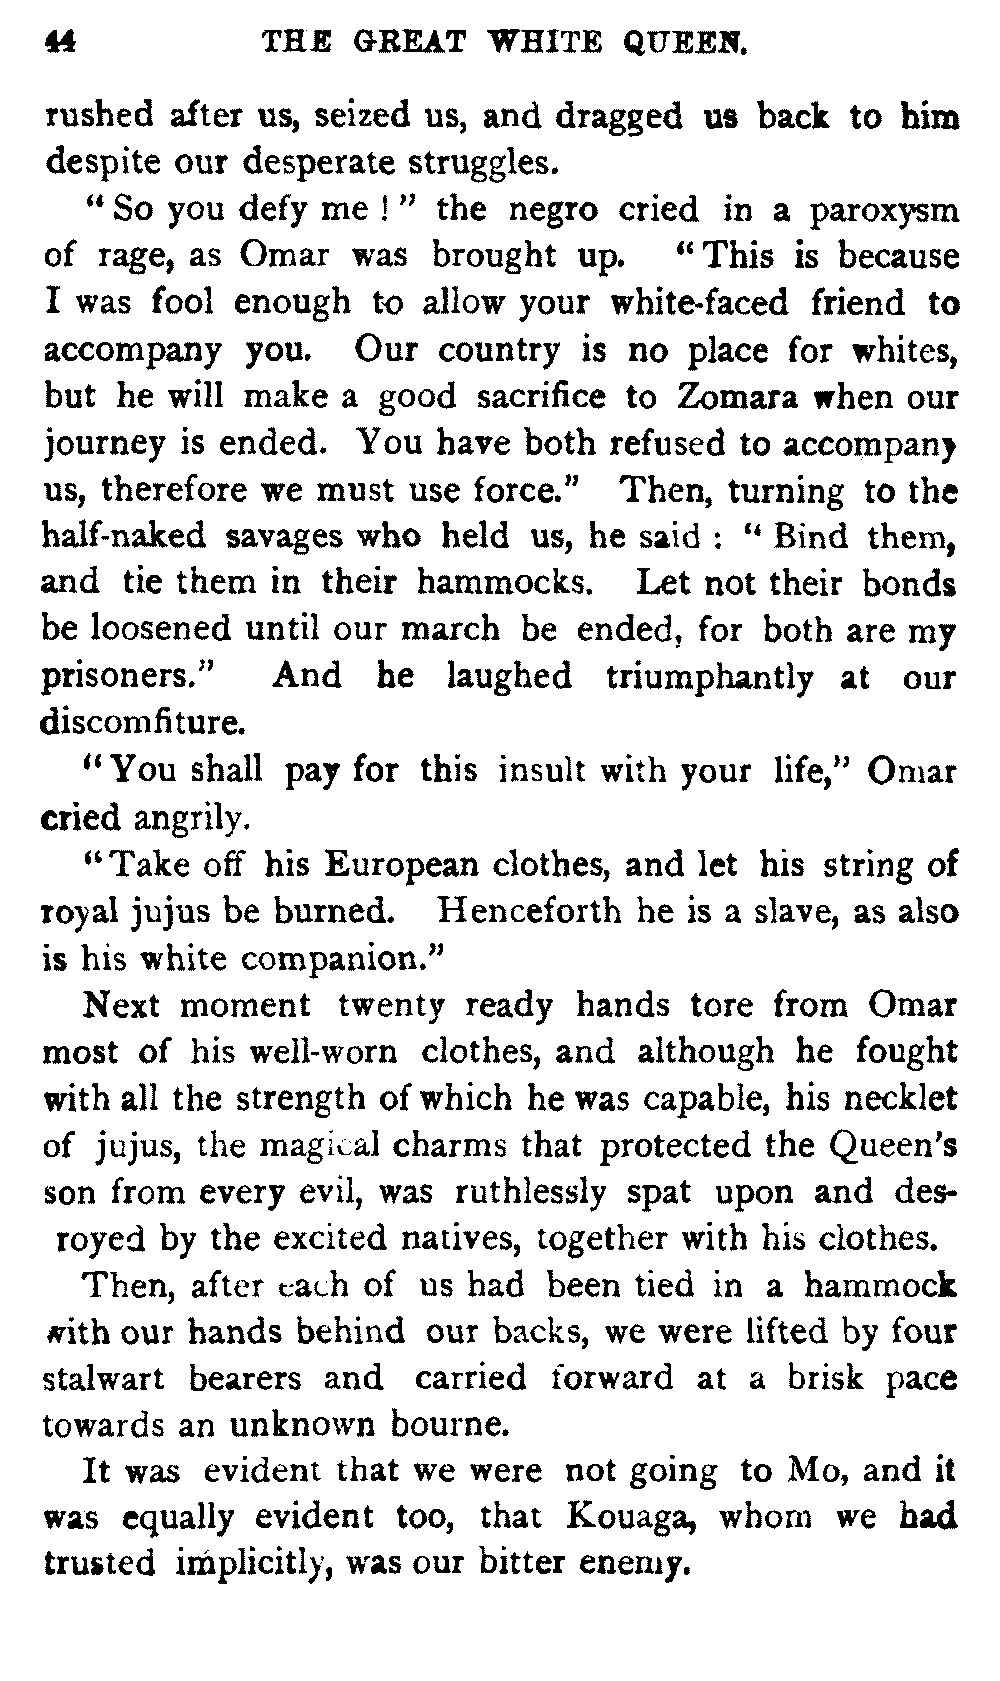 44 THE GREAT WHITE QUEEN.
rushed after us, seized us, and dragged us back to him
despite our desperate struggles.
“ So you defy me ! ” the negro cried in a paroxysm
of rage, as Omar was brought up. “ This is because
I was fool enough to allow your white-faced friend to
accompany you. Our country is no place for whites,
but he will make a good sacrifice to Zomara when our
journey is ended. You have both refused to accompany
us, therefore we must use force.” Then, turning to the
half-naked savages who held us, he said : “ Bind them,
and tie them in their hammocks. Let not their bonds
be loosened until our march be ended, for both are my
prisoners.” And he laughed triumphantly at our
discomfiture.
“ You shall pay for this insult with your life,” Omar
cried angrily.
“ Take off his European clothes, and let his string of
royal jujus be burned. Henceforth he is a slave, as also
is his white companion.”
Next moment twenty ready hands tore from Omar
most of his well-worn clothes, and although he fought
with all the strength of which he was capable, his necklet
of jujus, the magical charms that protected the Queen’s
son from every evil, was ruthlessly spat upon and des-
royed by the excited natives, together with his clothes.
Then, after each of us had been tied in a hammock
with our hands behind our backs, we were lifted by four
stalwart bearers and carried forward at a brisk pace
towards an unknown bourne.
It was evident that we were not going to Mo, and it
was equally evident too, that Kouaga, whom we had
trusted implicitly, was our bitter enemy.